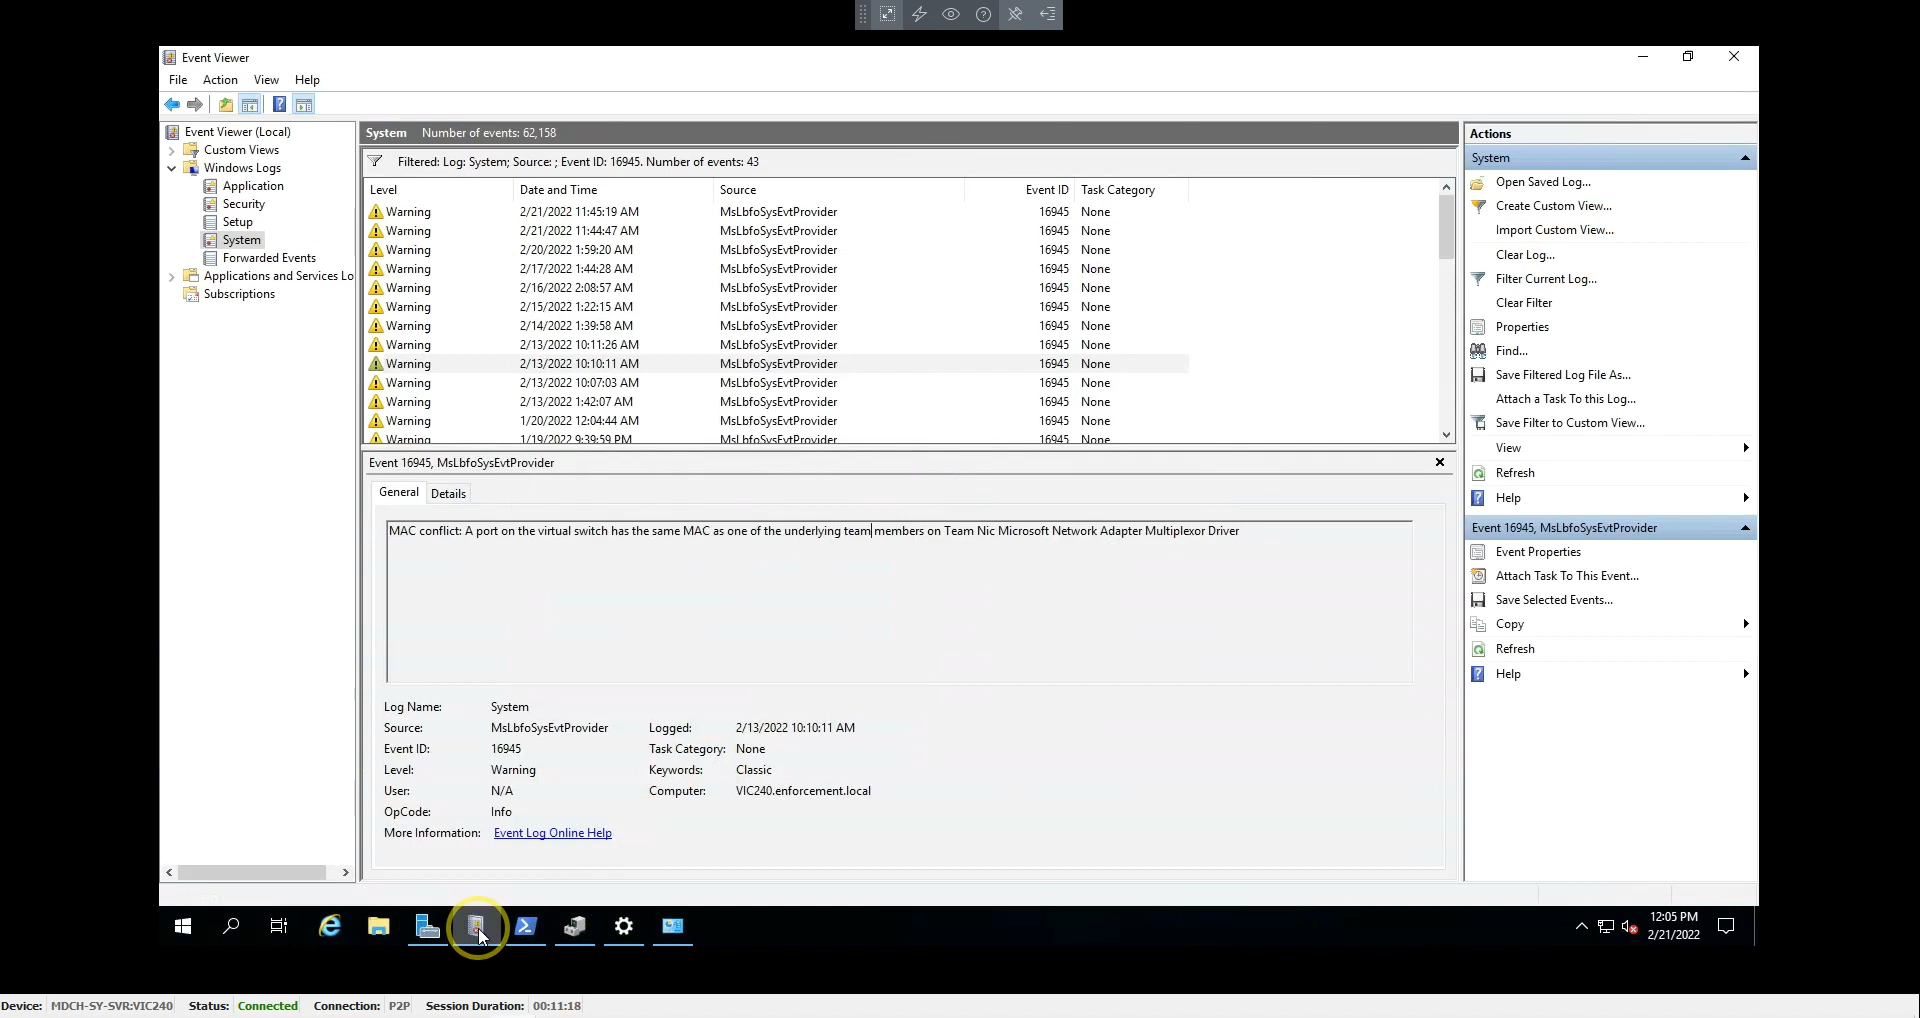 Event Viewer
File Action View Help
Event Viewer (Local)
Custom Views
Windows Logs
Application
Security
Setup
System
Forwarded Events
Applications and Services Lo
Subscriptions
System Number of events: 62,158
Filtered: Log: System; Source: ; Event ID: 16945. Number of events: 43
Level Date and Time Source Event ID Task Category
Warning 2/21/2022 11:45:19 AM MsLbfoSysEvtProvider 16945 None
Warning 2/21/2022 11:44:47 AM MsLbfoSysEvtProvider 16945 None
Warning 2/20/2022 1:59:20 AM MsLbfoSysEvtProvider 16945 None
Warning 2/17/2022 1:44:28 AM MsLbfoSysEvtProvider 16945 None
Warning 2/16/2022 2:08:57 AM MsLbfoSysEvtProvider 16945 None
Warning 2/15/2022 1:22:15 AM MsLbfoSysEvtProvider 16945 None
Warning 2/14/2022 1:39:58 AM MsLbfoSysEvtProvider 16945 None
Warning 2/13/2022 10:11:26 AM MsLbfoSysEvtProvider 16945 None
Warning 2/13/2022 10:10:11 AM MsLbfoSysEvtProvider 16945 None
Warning 2/13/2022 10:07:03 AM MsLbfoSysEvtProvider 16945 None
Warning 2/13/2022 1:42:07 AM MsLbfoSysEvtProvider 16945 None
Warning 1/20/2022 12:04:44 AM MsLbfoSysEvtProvider 16945 None
Warning 1/19/2022 9:39:59 PM MsLbfoSysEvtProvider 16945 None
Event 16945, MsLbfoSysEvtProvider
General Details
MAC conflict: A port on the virtual switch has the same MAC as one of the underlying team members on Team Nic Microsoft Network Adapter Multiplexor Driver
Log Name: System
Source: MsLbfoSysEvtProvider Logged: 2/13/2022 10:10:11 AM
Event ID: 16945 Task Category: None
Level: Warning Keywords: Classic
User: N/A Computer: VIC240.enforcement.local
OpCode: Info
More Information: Event Log Online Help
Actions
System
Open Saved Log...
Create Custom View...
Import Custom View...
Clear Log...
Filter Current Log...
Clear Filter
Properties
Find...
Save Filtered Log File As...
Attach a Task To this Log...
Save Filter to Custom View...
View
Refresh
Help
Event 16945, MsLbfoSysEvtProvider
Event Properties
Attach Task To This Event...
Save Selected Events...
Copy
Refresh
Help
12:05 PM
2/21/2022
Device: MDCH-SY-SVR:VIC240 Status: Connected Connection: P2P Session Duration: 00:11:18